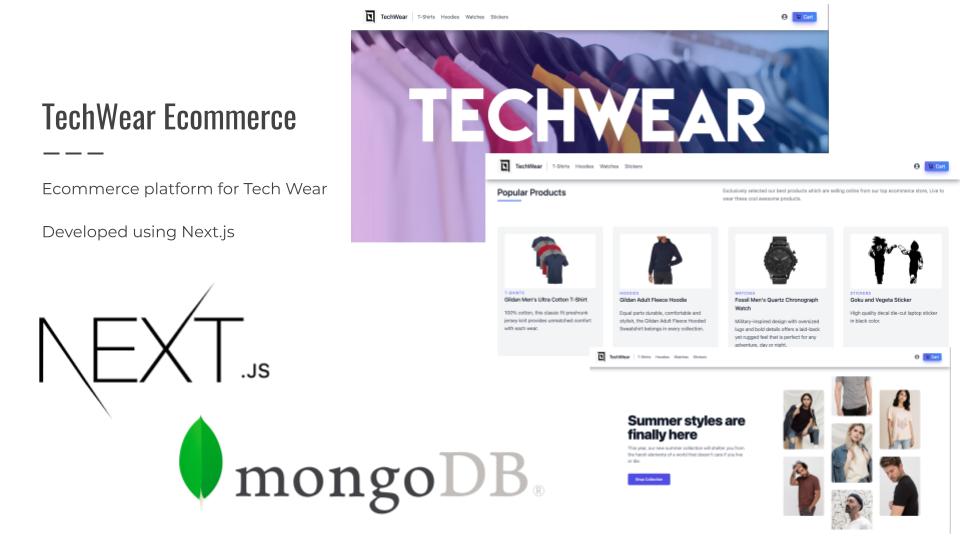 TechWear Ecommerce
Ecommerce platform for Tech Wear
Developed using Next.js
NEXT.JS
mongoDB®
TechWear T-Shirts Hoodies Watches Stickers Cart
TECHWEAR
TechWear T-Shirts Hoodies Watches Stickers Cart
Popular Products
Exclusively selected our best products which are selling online from our top ecommerce store, Live to
wear these cool awesome products.
T-SHIRTS
Gildan Men's Ultra Cotton T-Shirt
100% cotton, this classic fit preshrunk
jersey knit provides unmatched comfort
with each wear.
HOODIES
Gildan Adult Fleece Hoodie
Equal parts durable, comfortable and
stylish, the Gildan Adult Fleece Hooded
Sweatshirt belongs in every collection.
WATCHES
Fossil Men's Quartz Chronograph
Watch
Military-inspired design with oversized
lugs and bold details offers a laid-back
yet rugged feel that is perfect for any
adventure, day or night.
STICKERS
Goku and Vegeta Sticker
High quality decal die-cut laptop sticker
in black color.
TechWear T-Shirts Hoodies Watches Stickers Cart
Summer styles are
finally here
This year, our new summer collection will shelter you from
the harsh elements of a world that doesn't care if you live
or die.
Shop Collection